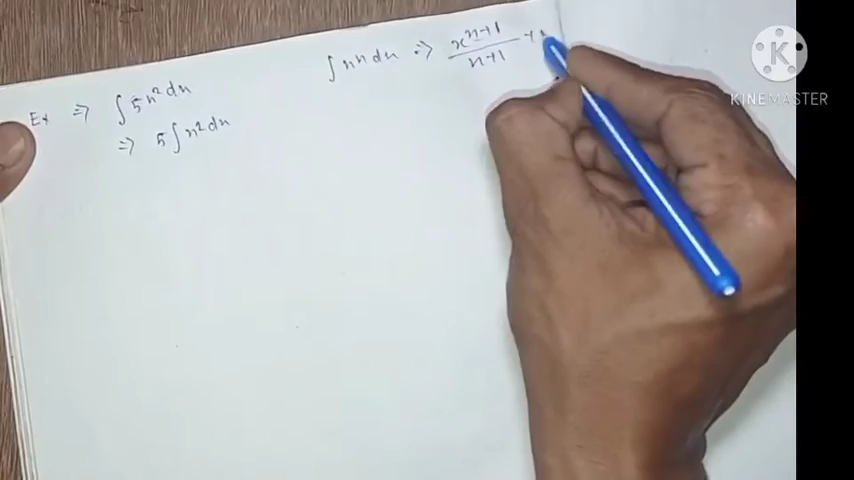 ∫xⁿ dx ⇒ xⁿ⁺¹/n+1 +
Ex ⇒ ∫5x² dx
⇒ 5∫x² dx
K
KINEMASTER